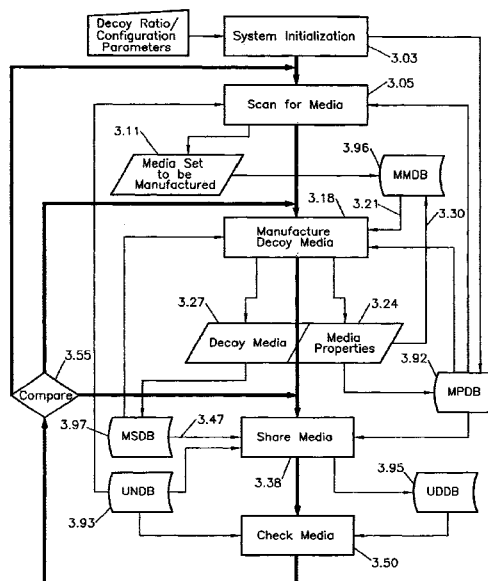 Decoy Ratio/
Configuration
Parameters
System Initialization
3.03
3.05
Scan for Media
3.11
Media Set
to be
Manufactured
3.96
MMDB
3.18
3.21
3.30
Manufacture
Decoy Media
3.27
3.24
Decoy Media
Media
Properties
3.92
3.55
Compare
MPDB
3.97
MSDB
3.47
Share Media
3.38
3.95
UNDB
UDDB
3.93
Check Media
3.50